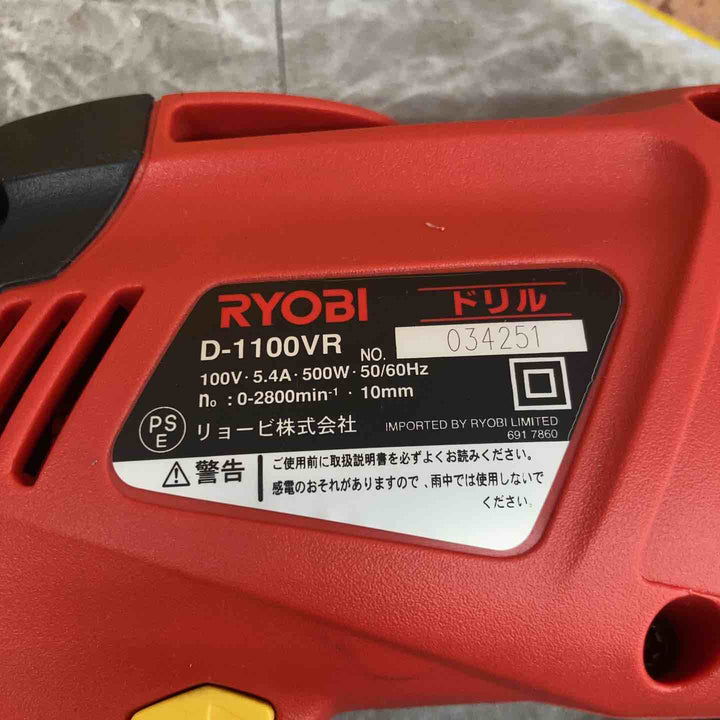 RYOBI ドリル
D-1100VR NO. 034251
100V・5.4A・500W・50/60Hz
n₀ : 0-2800min⁻¹・10mm
PS
E
リョービ株式会社
IMPORTED BY RYOBI LIMITED
691 7860
警告
ご使用前に取扱説明書を必ずよくお読みください。
感電のおそれがありますので、雨中では使用しないで
ください。